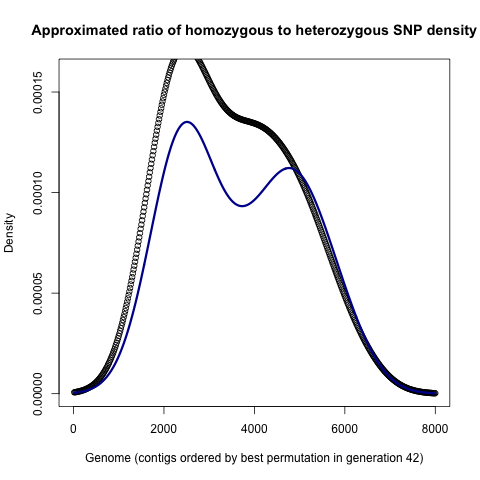 Approximated ratio of homozygous to heterozygous SNP density
0.00015
0.00010
0.00005
0.00000
Density
0 2000 4000 6000 8000
Genome (contigs ordered by best permutation in generation 42)